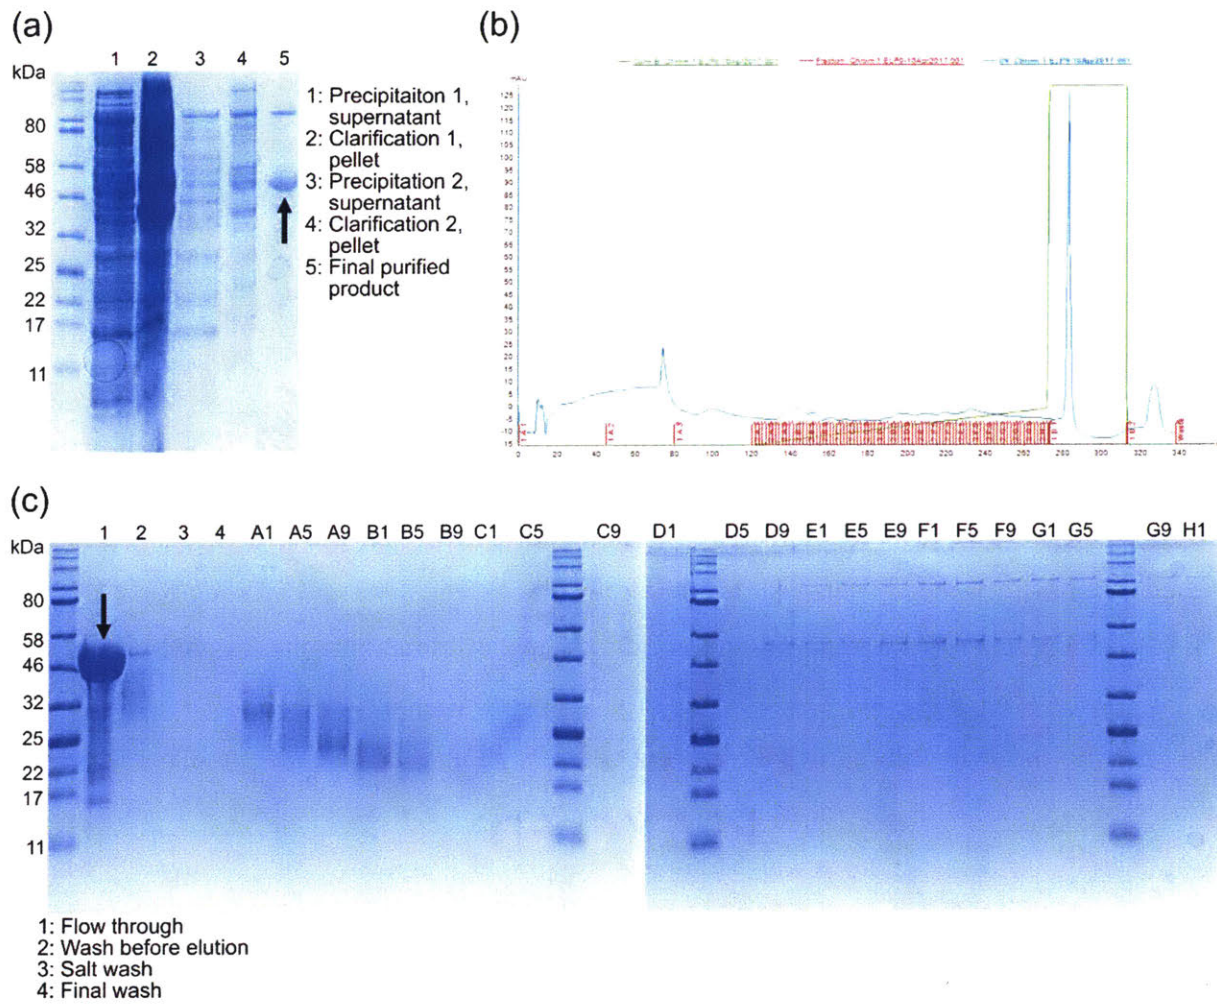 (a)
1 2 3 4 5
kDa
80
58
46
32
25
22
17
11
1: Precipitaiton 1,
supernatant
2: Clarification 1,
pellet
3: Precipitation 2,
supernatant
4: Clarification 2,
pellet
5: Final purified
product
(b)
125
120
115
110
105
100
95
90
85
80
75
70
65
60
55
50
45
40
35
30
25
20
15
10
5
0
-5
-10
-15
0 20 40 60 80 100 120 140 160 180 200 220 240 260 280 300 320 340
(c)
1 2 3 4 A1 A5 A9 B1 B5 B9 C1 C5 C9 D1 D5 D9 E1 E5 E9 F1 F5 F9 G1 G5 G9 H1
kDa
80
58
46
32
25
22
17
11
1: Flow through
2: Wash before elution
3: Salt wash
4: Final wash